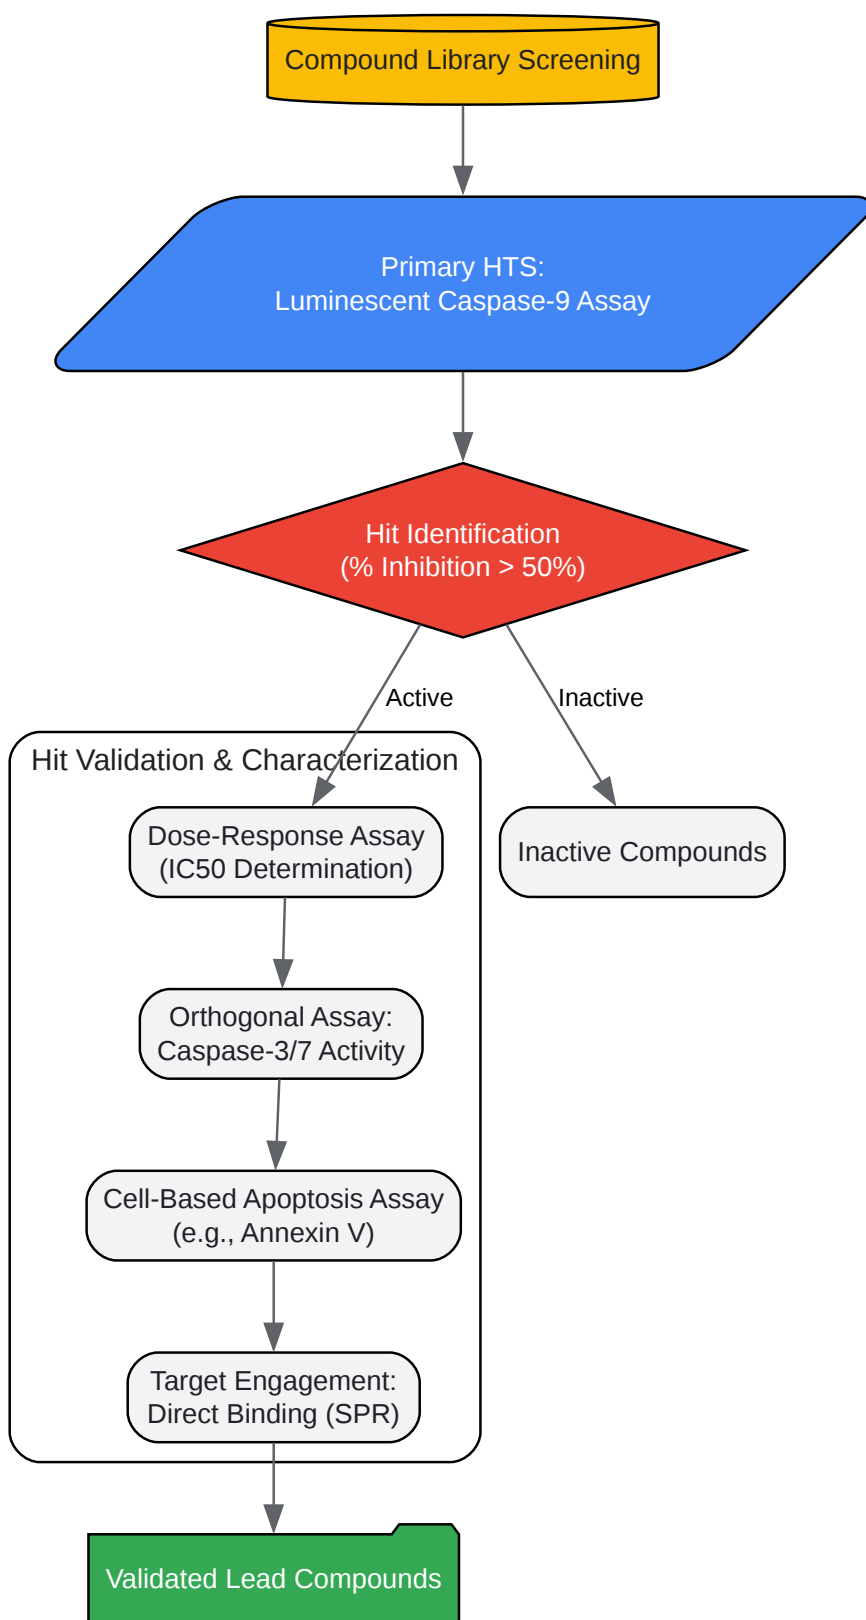 Compound Library Screening
Primary HTS:
Luminescent Caspase-9 Assay
Hit Identification
(% Inhibition > 50%)
Active
Inactive
Hit Validation & Characterization
Dose-Response Assay
(IC50 Determination)
Inactive Compounds
Orthogonal Assay:
Caspase-3/7 Activity
Cell-Based Apoptosis Assay
(e.g., Annexin V)
Target Engagement:
Direct Binding (SPR)
Validated Lead Compounds